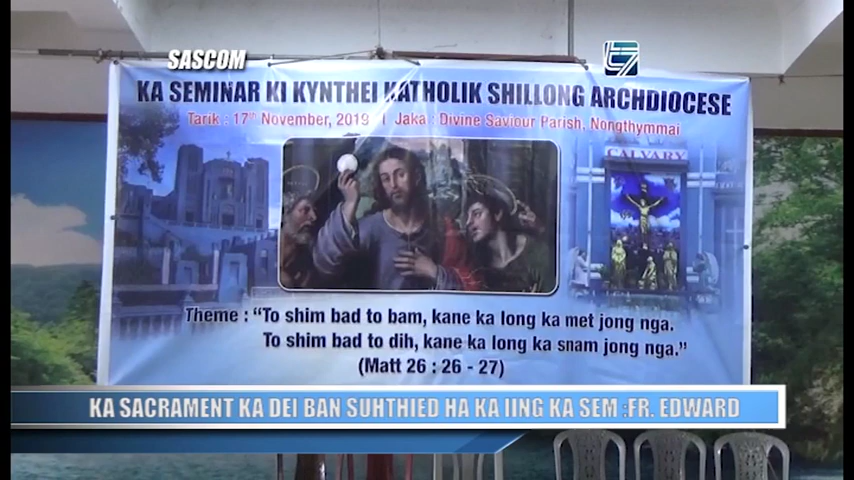 SASCOM
T7
KA SEMINAR KI KYNTHEI KATHOLIK SHILLONG ARCHDIOCESE
Tarik : 17th November, 2019 | Jaka : Divine Saviour Parish, Nongthymmai
CALVARY
Theme : “To shim bad to bam, kane ka long ka met jong nga.
To shim bad to dih, kane ka long ka snam jong nga.”
(Matt 26 : 26 - 27)
KA SACRAMENT KA DEI BAN SUHTHIED HA KA IING KA SEM :FR. EDWARD